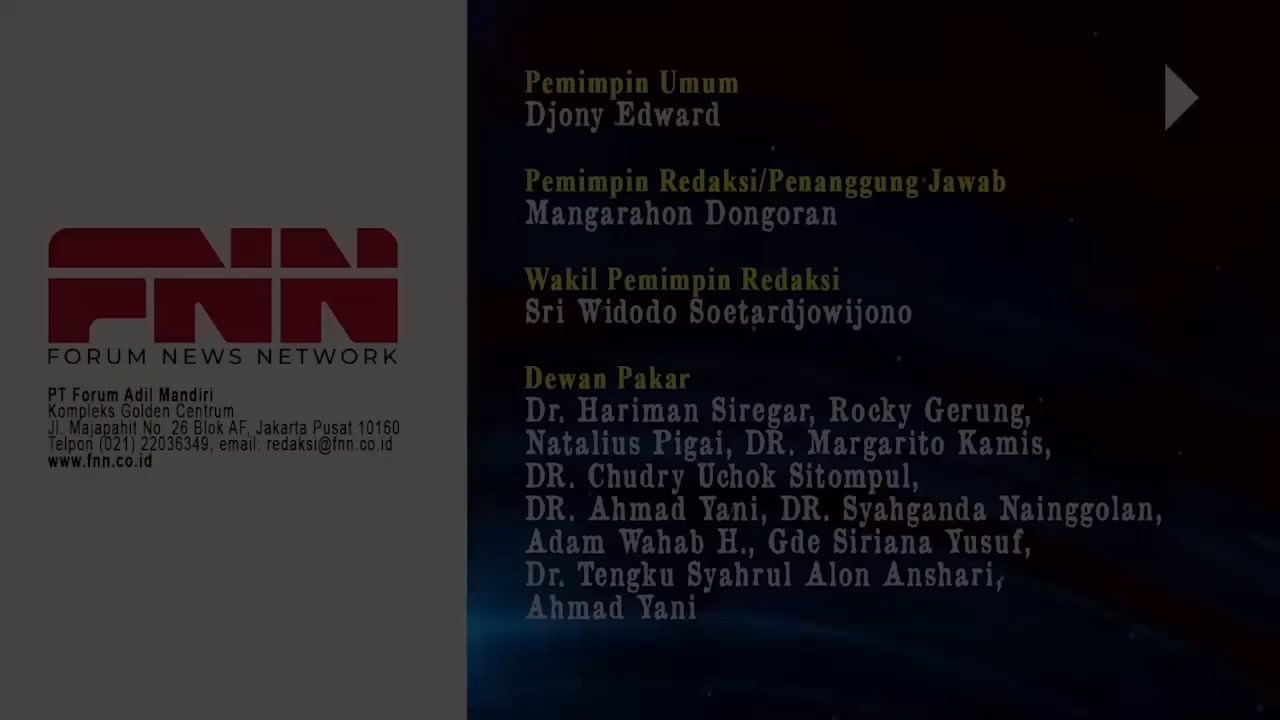 FNN
FORUM NEWS NETWORK
PT Forum Adil Mandiri
Kompleks Golden Centrum
Jl. Majapahit No. 26 Blok AF, Jakarta Pusat 10160
Telpon (021) 22036349, email: redaksi@fnn.co.id
www.fnn.co.id
Pemimpin Umum
Djony Edward
Pemimpin Redaksi/Penanggung Jawab
Mangarahon Dongoran
Wakil Pemimpin Redaksi
Sri Widodo Soetardjowijono
Dewan Pakar
Dr. Hariman Siregar, Rocky Gerung,
Natalius Pigai, DR. Margarito Kamis,
DR. Chudry Uchok Sitompul,
DR. Ahmad Yani, DR. Syahganda Nainggolan,
Adam Wahab H., Gde Siriana Yusuf,
Dr. Tengku Syahrul Alon Anshari,
Ahmad Yani